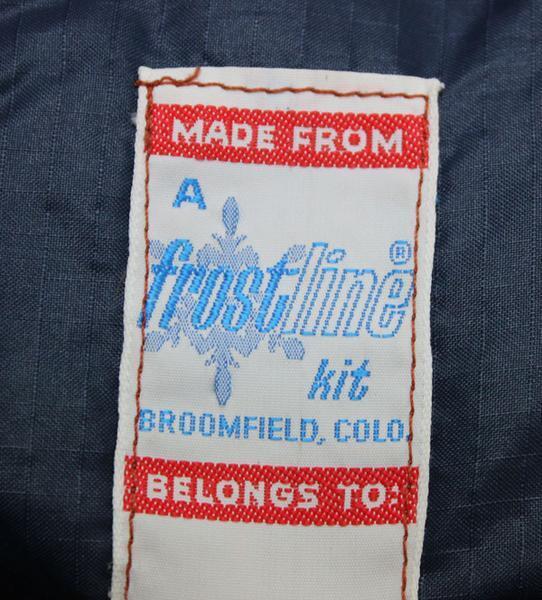 MADE FROM
A
frostline®
kit
BROOMFIELD, COLO.
BELONGS TO: